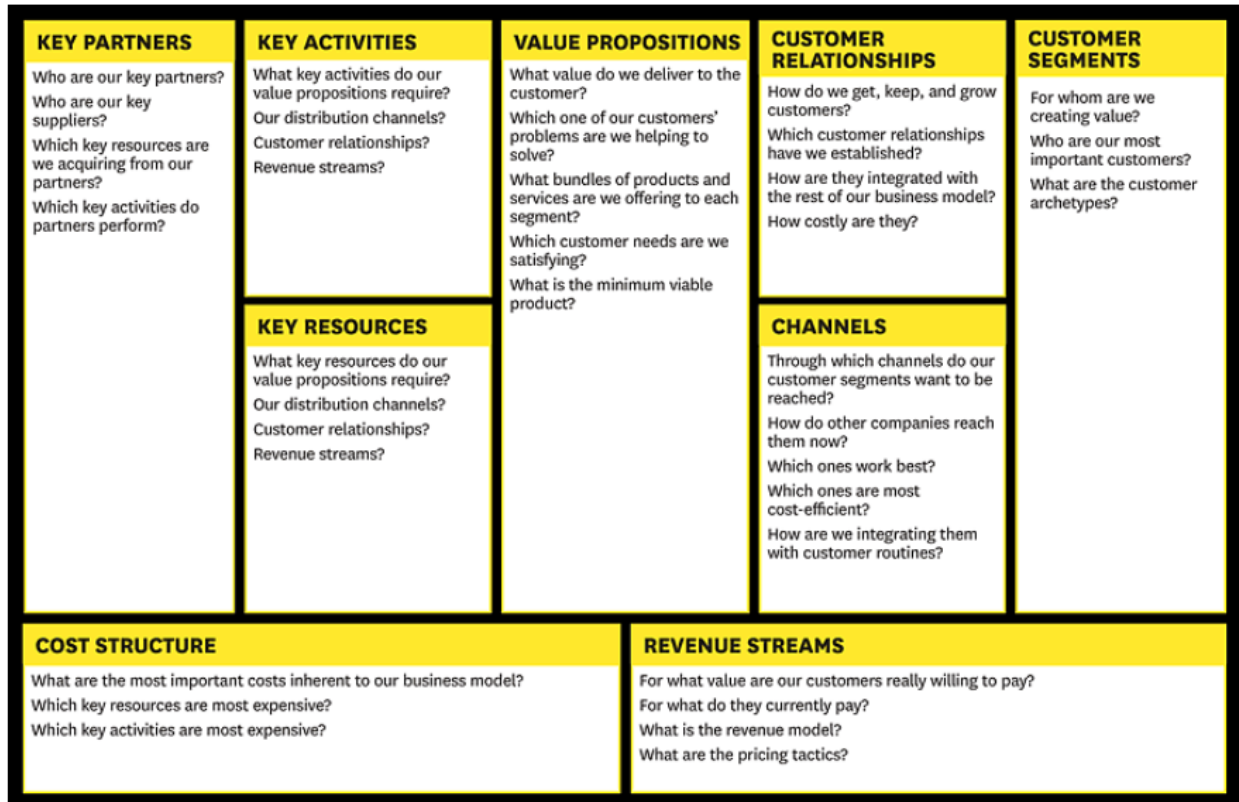 KEY PARTNERS
Who are our key partners?
Who are our key
suppliers?
Which key resources are
we acquiring from our
partners?
Which key activities do
partners perform?
KEY ACTIVITIES
What key activities do our
value propositions require?
Our distribution channels?
Customer relationships?
Revenue streams?
KEY RESOURCES
What key resources do our
value propositions require?
Our distribution channels?
Customer relationships?
Revenue streams?
VALUE PROPOSITIONS
What value do we deliver to the
customer?
Which one of our customers’
problems are we helping to
solve?
What bundles of products and
services are we offering to each
segment?
Which customer needs are we
satisfying?
What is the minimum viable
product?
CUSTOMER
RELATIONSHIPS
How do we get, keep, and grow
customers?
Which customer relationships
have we established?
How are they integrated with
the rest of our business model?
How costly are they?
CHANNELS
Through which channels do our
customer segments want to be
reached?
How do other companies reach
them now?
Which ones work best?
Which ones are most
cost-efficient?
How are we integrating them
with customer routines?
CUSTOMER
SEGMENTS
For whom are we
creating value?
Who are our most
important customers?
What are the customer
archetypes?
COST STRUCTURE
What are the most important costs inherent to our business model?
Which key resources are most expensive?
Which key activities are most expensive?
REVENUE STREAMS
For what value are our customers really willing to pay?
For what do they currently pay?
What is the revenue model?
What are the pricing tactics?